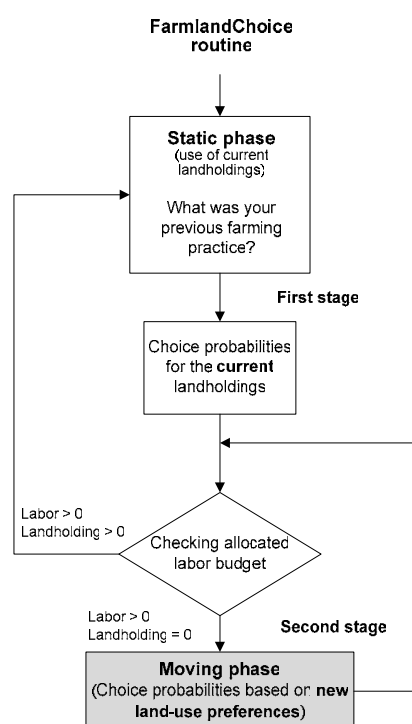 FarmlandChoice
routine
Static phase
(use of current
landholdings)
What was your
previous farming
practice?
First stage
Choice probabilities
for the current
landholdings
Labor > 0
Landholding > 0
Checking allocated
labor budget
Labor > 0
Landholding = 0
Second stage
Moving phase
(Choice probabilities based on new
land-use preferences)